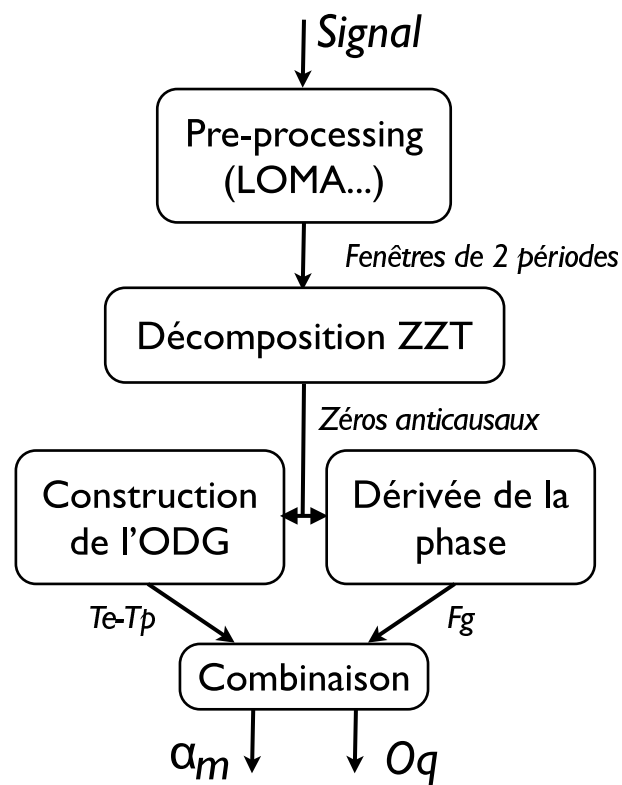 Signal
Pre-processing
(LOMA...)
Fenêtres de 2 périodes
Décomposition ZZT
Zéros anticausaux
Construction
de l'ODG
Dérivée de la
phase
Te-Tp
Fg
Combinaison
αm
Oq